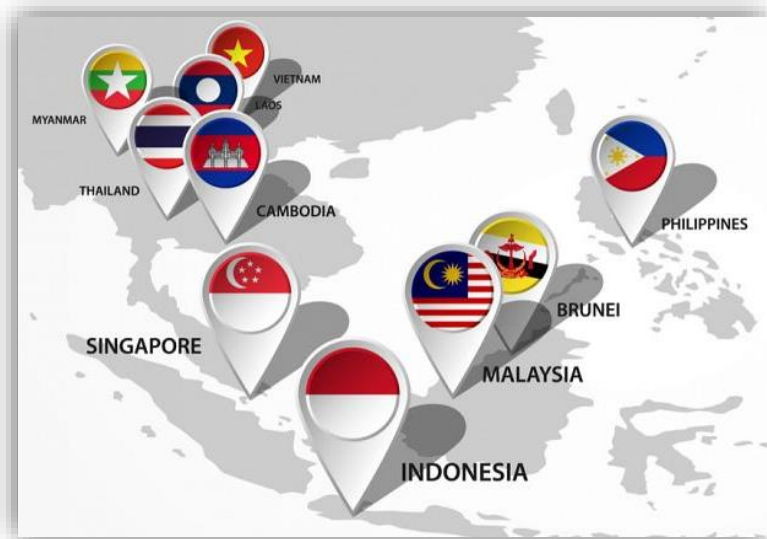 VIETNAM
LAOS
MYANMAR
THAILAND
CAMBODIA
PHILIPPINES
BRUNEI
SINGAPORE
MALAYSIA
INDONESIA